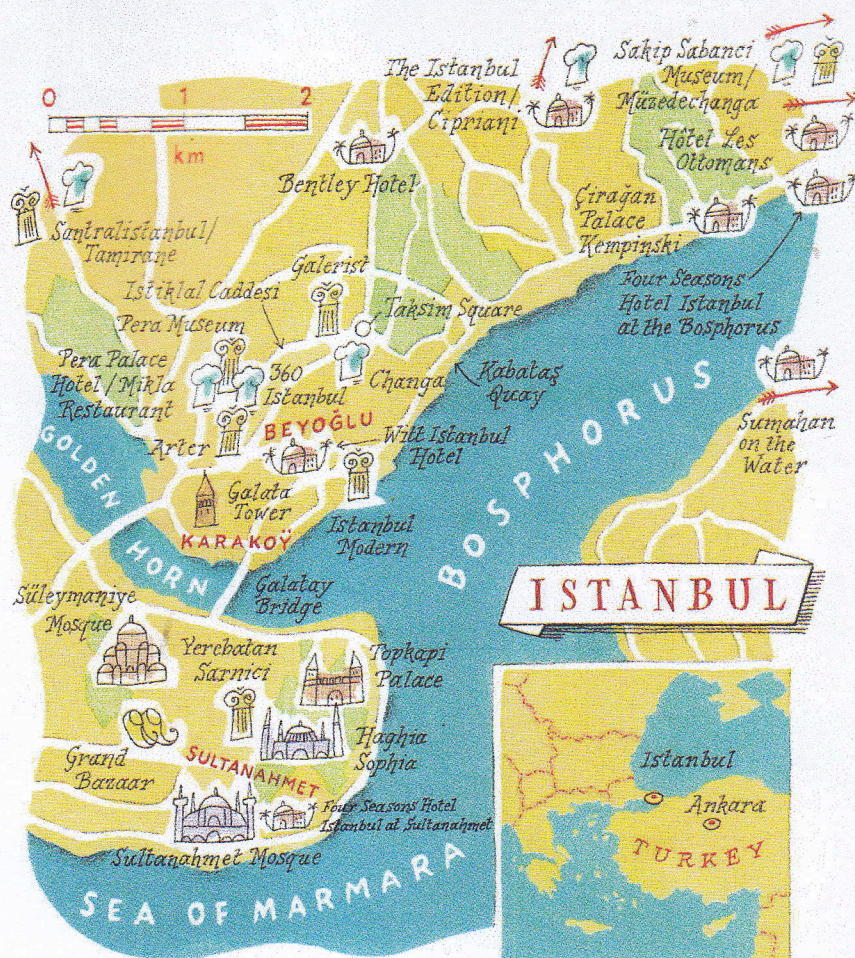 0 1 2
km
The Istanbul
Edition/
Cipriani
Sakip Sabanci
Museum/
Müzedechanga
Hôtel Les
Ottomans
Bentley Hotel
Çirağan
Palace
Kempinski
Santralistanbul/
Tamirane
Galerist
Istiklal Caddesi
Taksim Square
Four Seasons
Hotel Istanbul
at the Bosphorus
Pera Museum
Pera Palace
Hotel / Mikla
Restaurant
360
Istanbul
Changa
Kabataş
Quay
BEYOĞLU
Arter
Witt Istanbul
Hotel
Sumahan
on the
Water
GOLDEN HORN
BOSPHORUS
Galata
Tower
KARAKOŸ
Istanbul
Modern
Galatay
Bridge
ISTANBUL
Süleymaniye
Mosque
Yerebatan
Sarnici
Topkapi
Palace
Haghia
Sophia
Grand
Bazaar
SULTANAHMET
Four Seasons Hotel
Istanbul at Sultanahmet
Sultanahmet Mosque
SEA OF MARMARA
Istanbul
Ankara
TURKEY